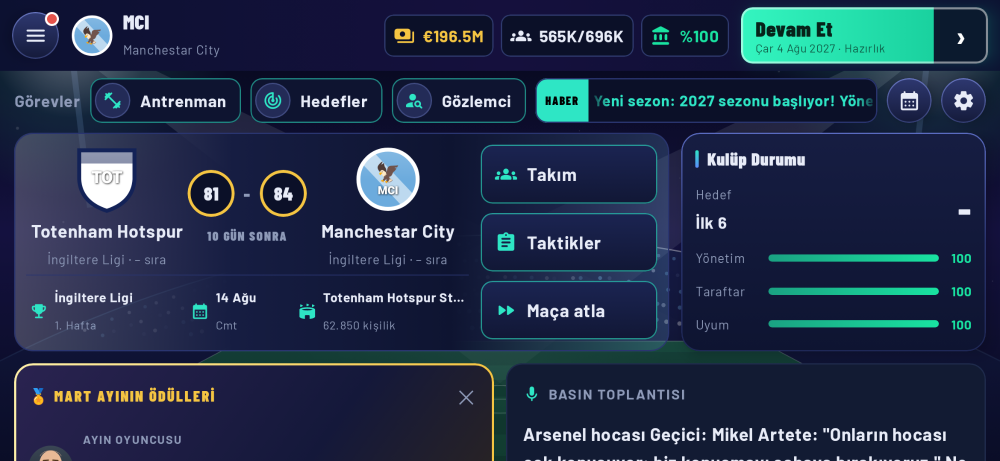 MCI
Manchestar City
€196.5M
565K/696K
%100
Devam Et
Çar 4 Ağu 2027 · Hazırlık
Görevler
Antrenman
Hedefler
Gözlemci
HABER
Yeni sezon: 2027 sezonu başlıyor! Yöne
TOT
81 - 84
MCI
Totenham Hotspur
10 GÜN SONRA
Manchestar City
İngiltere Ligi · – sıra
İngiltere Ligi · – sıra
İngiltere Ligi
1. Hafta
14 Ağu
Cmt
Totenham Hotspur St...
62.850 kişilik
Takım
Taktikler
Maça atla
Kulüp Durumu
Hedef
İlk 6
–
Yönetim 100
Taraftar 100
Uyum 100
MART AYININ ÖDÜLLERİ
AYIN OYUNCUSU
BASIN TOPLANTISI
Arsenel hocası Geçici: Mikel Artete: "Onların hocası